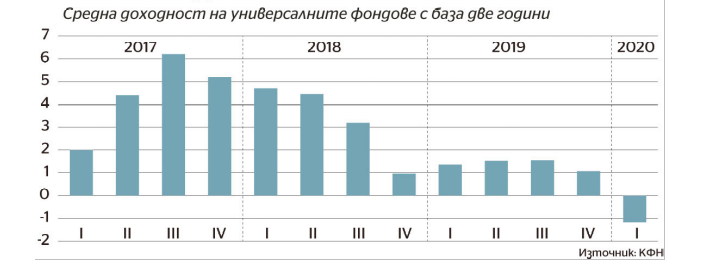 Средна доходност на универсалните фондове с база две години
7
2017 2018 2019 2020
6
5
4
3
2
1
0
-1
I II III IV I II III IV I II III IV I
-2
Източник: КФН